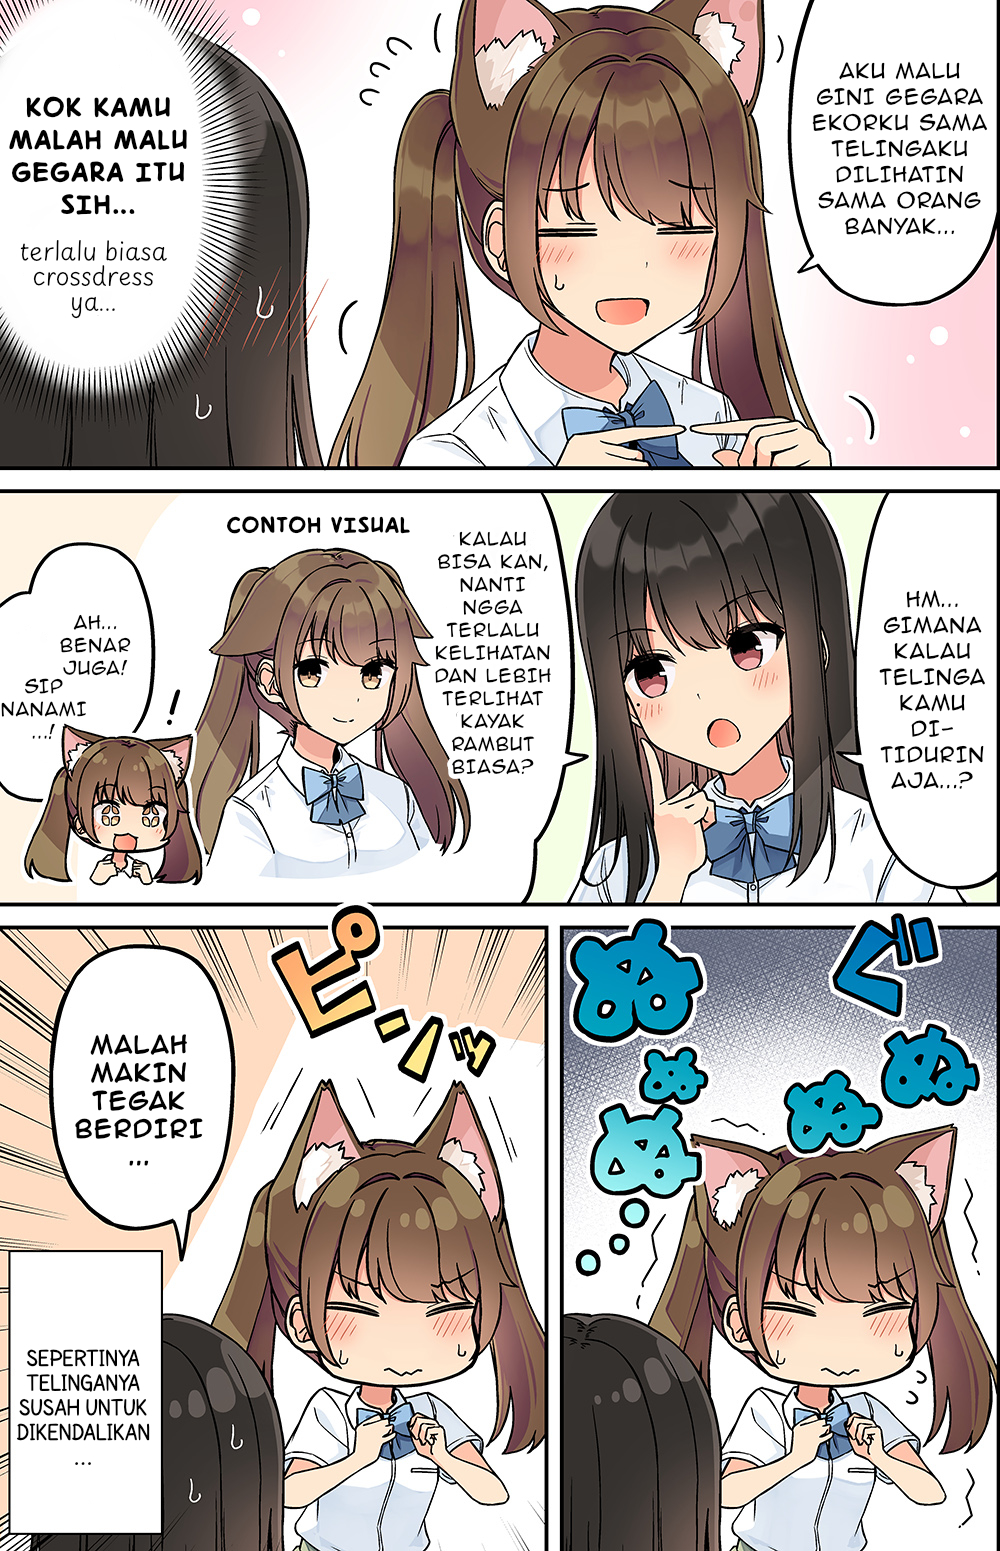 AKU MALU
GINI GEGARA
EKORKU SAMA
TELINGAKU
DILIHATIN
SAMA ORANG
BANYAK...
KOK KAMU
MALAH MALU
GEGARA ITU
SIH...
terlalu biasa
crossdress
ya...
HM...
GIMANA
KALAU
TELINGA
KAMU
DI-
TIDURIN
AJA...?
KALAU
BISA KAN,
NANTI
NGGA
TERLALU
KELIHATAN
DAN LEBIH
TERLIHAT
KAYAK
RAMBUT
BIASA?
CONTOH VISUAL
AH...
BENAR
JUGA!
SIP
NANAMI
...!
!
ぐ
ぬ
ぬ
ぬ
ぬ
ぬ
ピーンッ
MALAH
MAKIN
TEGAK
BERDIRI
...
SEPERTINYA
TELINGANYA
SUSAH UNTUK
DIKENDALIKAN
...